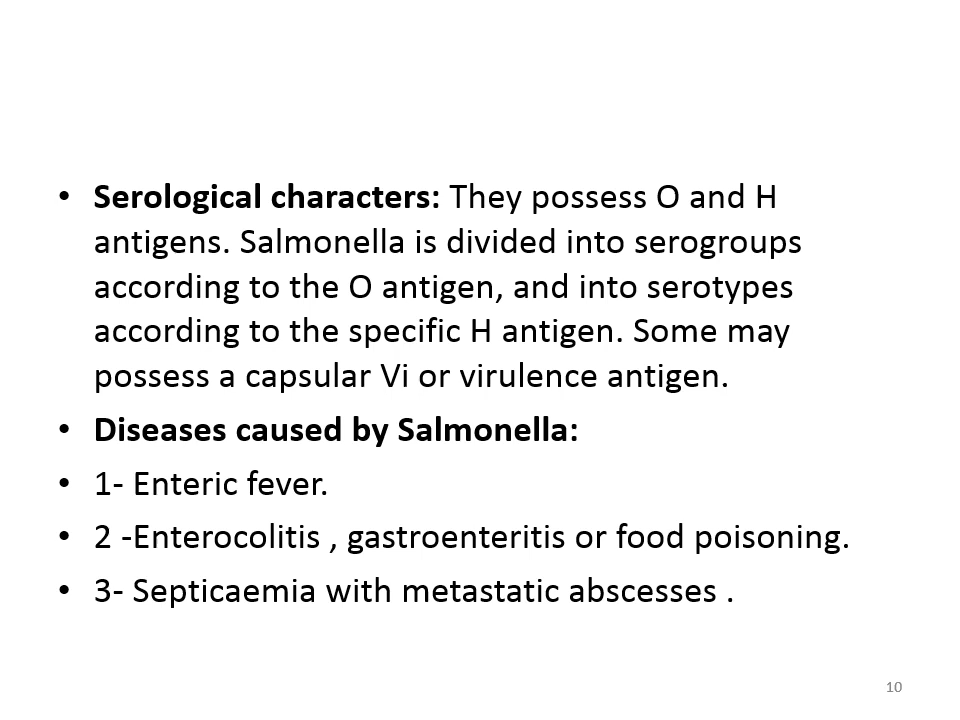 • Serological characters: They possess O and H
antigens. Salmonella is divided into serogroups
according to the O antigen, and into serotypes
according to the specific H antigen. Some may
possess a capsular Vi or virulence antigen.
• Diseases caused by Salmonella:
• 1- Enteric fever.
• 2 -Enterocolitis , gastroenteritis or food poisoning.
• 3- Septicaemia with metastatic abscesses .
10